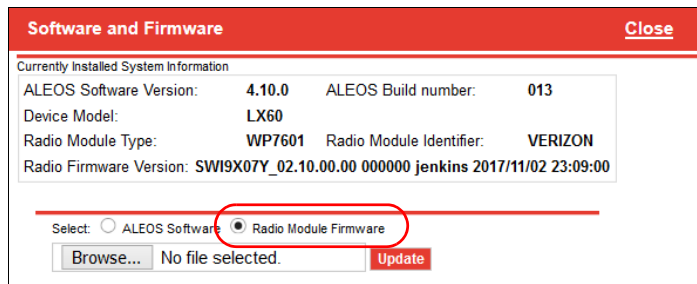 Software and Firmware Close
Currently Installed System Information
ALEOS Software Version: 4.10.0 ALEOS Build number: 013
Device Model: LX60
Radio Module Type: WP7601 Radio Module Identifier: VERIZON
Radio Firmware Version: SWI9X07Y_02.10.00.00 000000 jenkins 2017/11/02 23:09:00
Select: ALEOS Software Radio Module Firmware
Browse... No file selected. Update